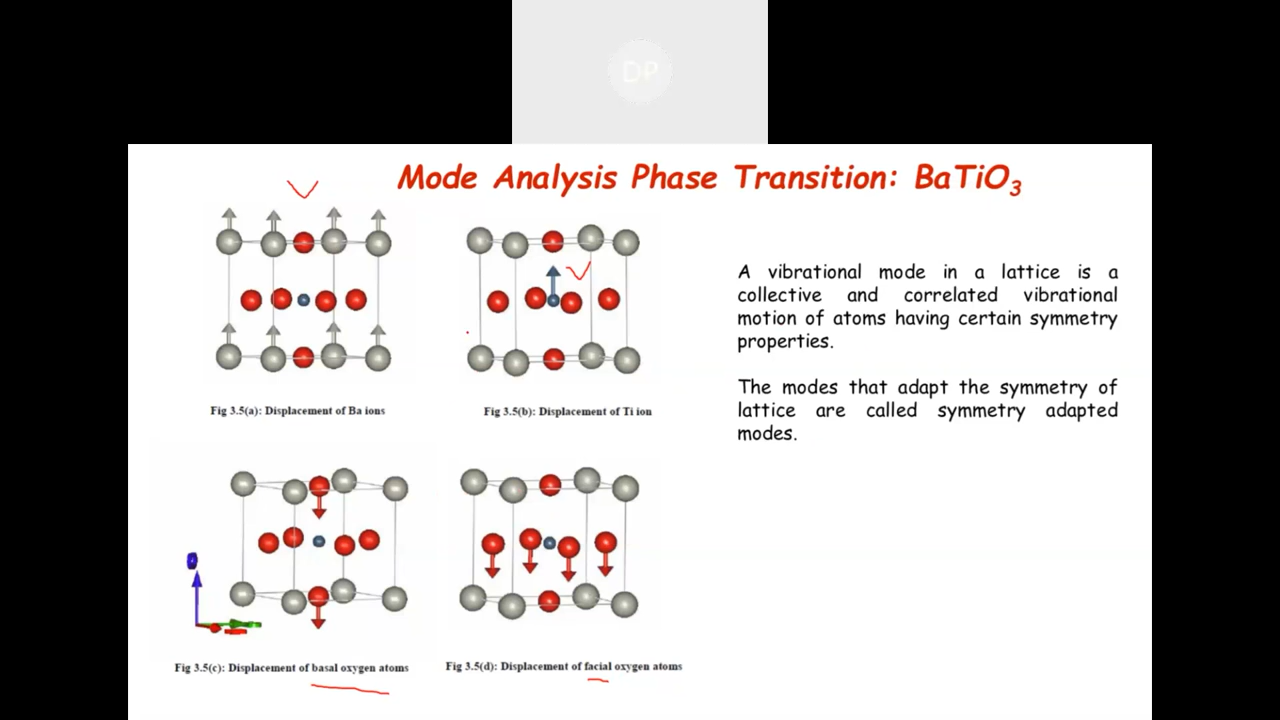 DP
Mode Analysis Phase Transition: BaTiO₃
A vibrational mode in a lattice is a
collective and correlated vibrational
motion of atoms having certain symmetry
properties.
The modes that adapt the symmetry of
lattice are called symmetry adapted
modes.
Fig 3.5(a): Displacement of Ba ions
Fig 3.5(b): Displacement of Ti ion
Fig 3.5(c): Displacement of basal oxygen atoms
Fig 3.5(d): Displacement of facial oxygen atoms